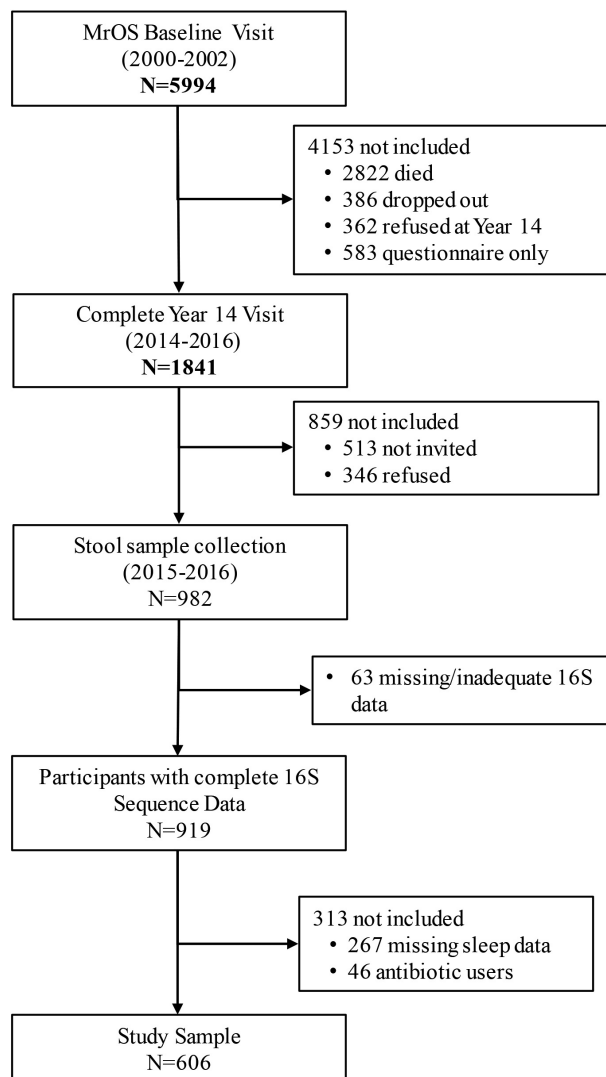 MrOS Baseline Visit
(2000-2002)
N=5994
4153 not included
• 2822 died
• 386 dropped out
• 362 refused at Year 14
• 583 questionnaire only
Complete Year 14 Visit
(2014-2016)
N=1841
859 not included
• 513 not invited
• 346 refused
Stool sample collection
(2015-2016)
N=982
• 63 missing/inadequate 16S
data
Participants with complete 16S
Sequence Data
N=919
313 not included
• 267 missing sleep data
• 46 antibiotic users
Study Sample
N=606